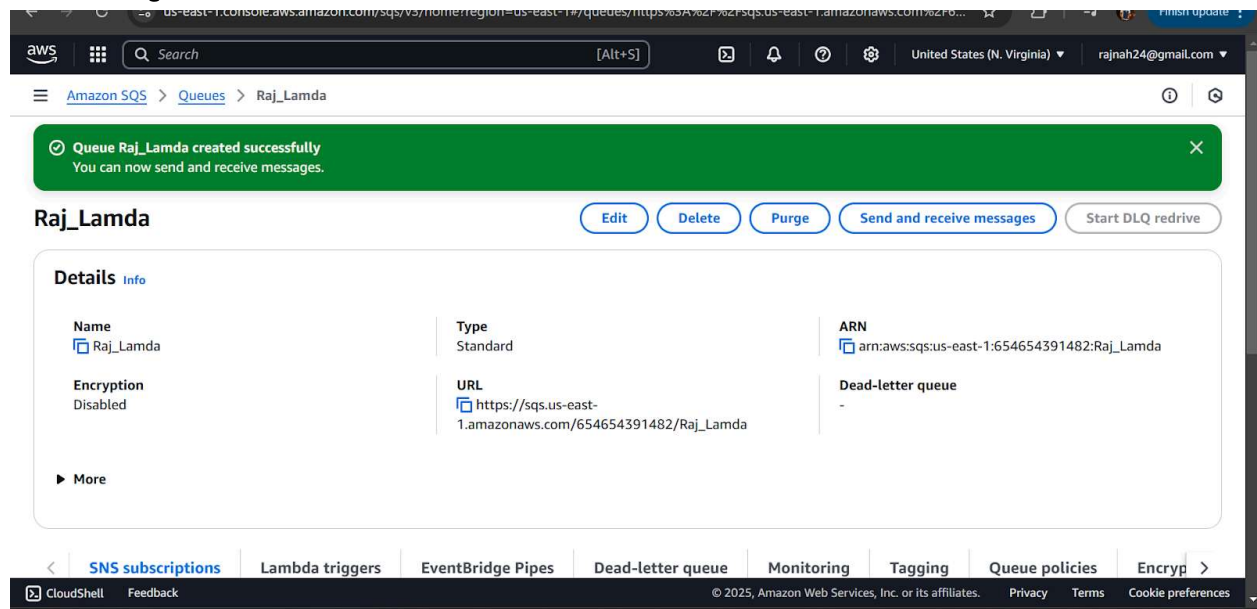 us-east-1.console.aws.amazon.com/sqs/v3/home?region=us-east-1#/queues/https%3A%2F%2Fsqs.us-east-1.amazonaws.com%2F6... Finish update
aws Search [Alt+S] United States (N. Virginia) rajnah24@gmail.com
Amazon SQS > Queues > Raj_Lamda
Queue Raj_Lamda created successfully
You can now send and receive messages.
Raj_Lamda Edit Delete Purge Send and receive messages Start DLQ redrive
Details Info
Name Type ARN
Raj_Lamda Standard arn:aws:sqs:us-east-1:654654391482:Raj_Lamda
Encryption URL Dead-letter queue
Disabled https://sqs.us-east- -
1.amazonaws.com/654654391482/Raj_Lamda
More
SNS subscriptions Lambda triggers EventBridge Pipes Dead-letter queue Monitoring Tagging Queue policies Encryp
CloudShell Feedback © 2025, Amazon Web Services, Inc. or its affiliates. Privacy Terms Cookie preferences